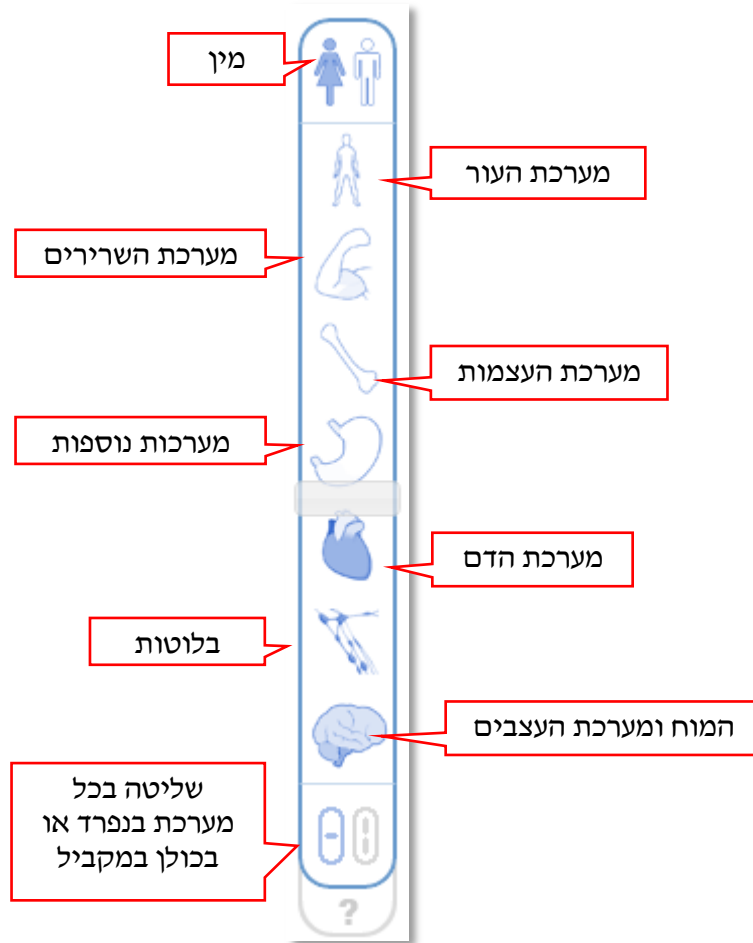 מין
מערכת העור
מערכת השרירים
מערכת העצמות
מערכות נוספות
מערכת הדם
בלוטות
המוח ומערכת העצבים
שליטה בכל
מערכת בנפרד או
בכולן במקביל
?